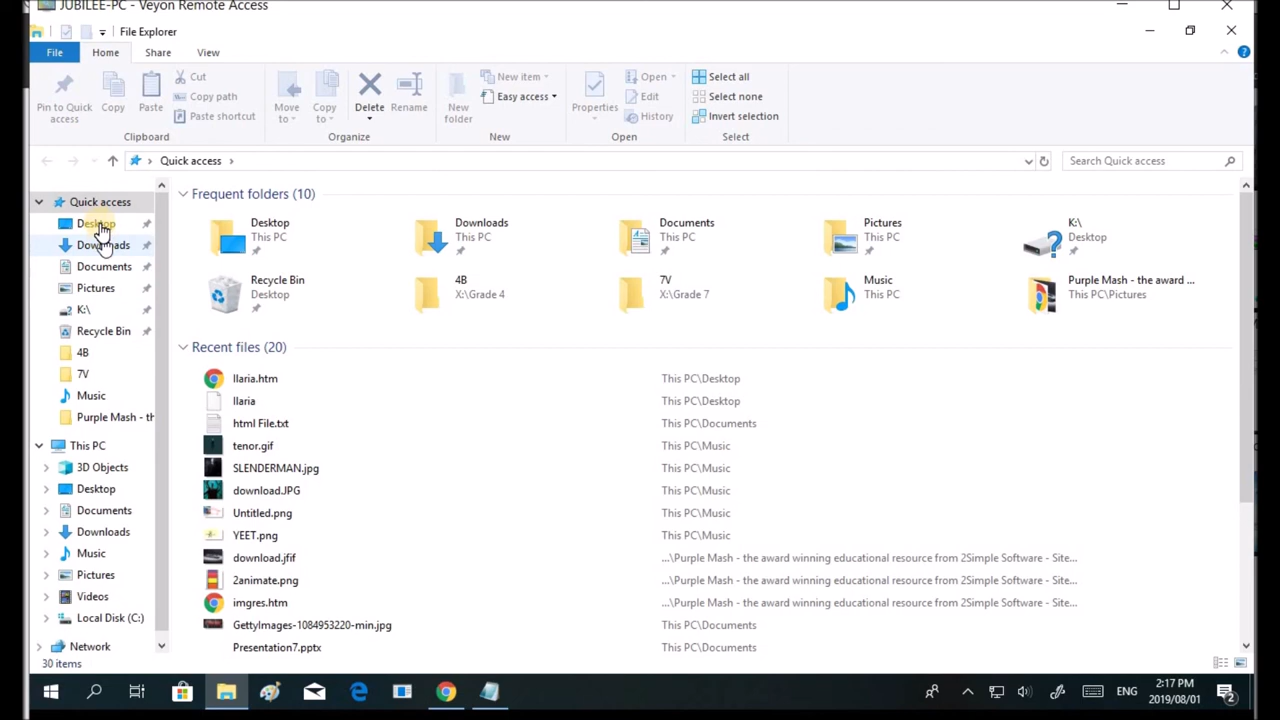 JUBILEE-PC - Veyon Remote Access
File Explorer
File Home Share View
Pin to Quick access
Copy
Paste
Cut
Copy path
Paste shortcut
Clipboard
Move to
Copy to
Delete
Rename
Organize
New folder
New item
Easy access
New
Properties
Open
Edit
History
Open
Select all
Select none
Invert selection
Select
Quick access
Search Quick access
Quick access
Desktop
Downloads
Documents
Pictures
K:\
Recycle Bin
4B
7V
Music
Purple Mash - th
This PC
3D Objects
Desktop
Documents
Downloads
Music
Pictures
Videos
Local Disk (C:)
Network
Frequent folders (10)
Desktop
This PC
Downloads
This PC
Documents
This PC
Pictures
This PC
K:\
Desktop
Recycle Bin
Desktop
4B
X:\Grade 4
7V
X:\Grade 7
Music
This PC
Purple Mash - the award ...
This PC\Pictures
Recent files (20)
Ilaria.htm This PC\Desktop
Ilaria This PC\Desktop
html File.txt This PC\Documents
tenor.gif This PC\Music
SLENDERMAN.jpg This PC\Music
download.JPG This PC\Music
Untitled.png This PC\Music
YEET.png This PC\Music
download.jfif ...\Purple Mash - the award winning educational resource from 2Simple Software - Site...
2animate.png ...\Purple Mash - the award winning educational resource from 2Simple Software - Site...
imgres.htm ...\Purple Mash - the award winning educational resource from 2Simple Software - Site...
GettyImages-1084953220-min.jpg This PC\Documents
Presentation7.pptx This PC\Documents
30 items
ENG
2:17 PM
2019/08/01
2